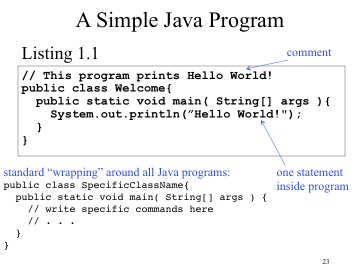 A Simple Java Program
Listing 1.1
comment
// This program prints Hello World!
public class Welcome{
  public static void main( String[] args ){
    System.out.println(”Hello World!");
  }
}
standard “wrapping” around all Java programs:
one statement
inside program
public class SpecificClassName{
  public static void main( String[] args ) {
    // write specific commands here
    // . . .
  }
}
23